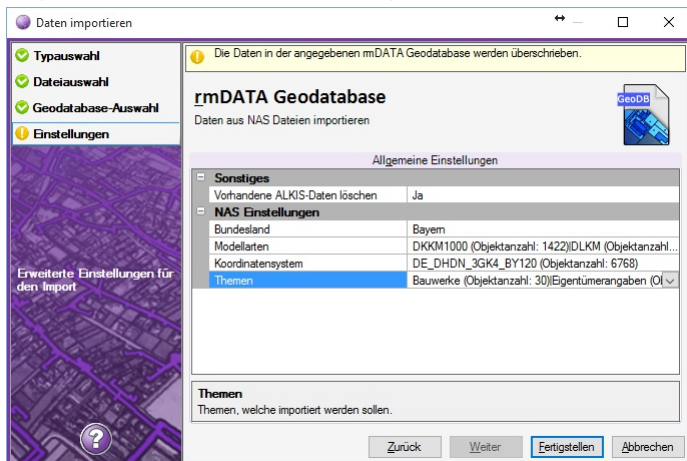 Daten importieren
Typauswahl
Dateiauswahl
Geodatabase-Auswahl
Einstellungen
Erweiterte Einstellungen für
den Import
?
Die Daten in der angegebenen rmDATA Geodatabase werden überschrieben.
rmDATA Geodatabase
Daten aus NAS Dateien importieren
GeoDB
Allgemeine Einstellungen
Sonstiges
Vorhandene ALKIS-Daten löschen Ja
NAS Einstellungen
Bundesland Bayern
Modellarten DKKM1000 (Objektanzahl: 1422)|DLKM (Objektanzahl...
Koordinatensystem DE_DHDN_3GK4_BY120 (Objektanzahl: 6768)
Themen Bauwerke (Objektanzahl: 30)|Eigentümerangaben (Ol
Themen
Themen, welche importiert werden sollen.
Zurück Weiter Fertigstellen Abbrechen